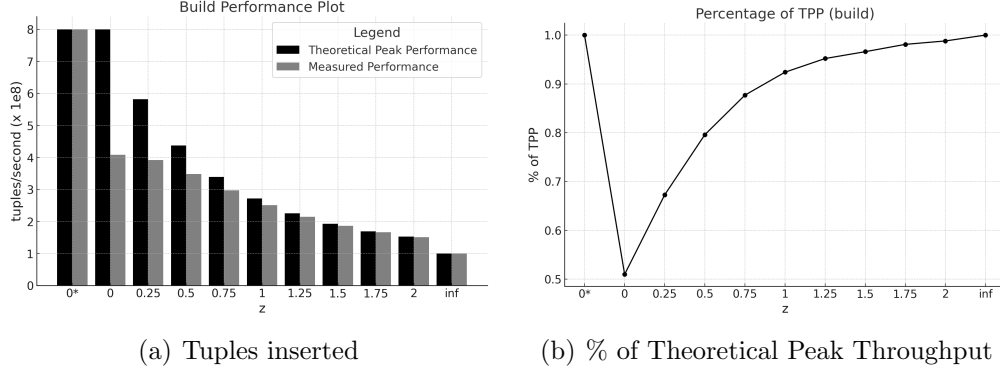 Build Performance Plot
tuples/second (x 1e8)
8
7
6
5
4
3
2
1
0
Legend
Theoretical Peak Performance
Measured Performance
0* 0 0.25 0.5 0.75 1 1.25 1.5 1.75 2 inf
z
(a) Tuples inserted
Percentage of TPP (build)
% of TPP
1.0
0.9
0.8
0.7
0.6
0.5
0* 0 0.25 0.5 0.75 1 1.25 1.5 1.75 2 inf
z
(b) % of Theoretical Peak Throughput